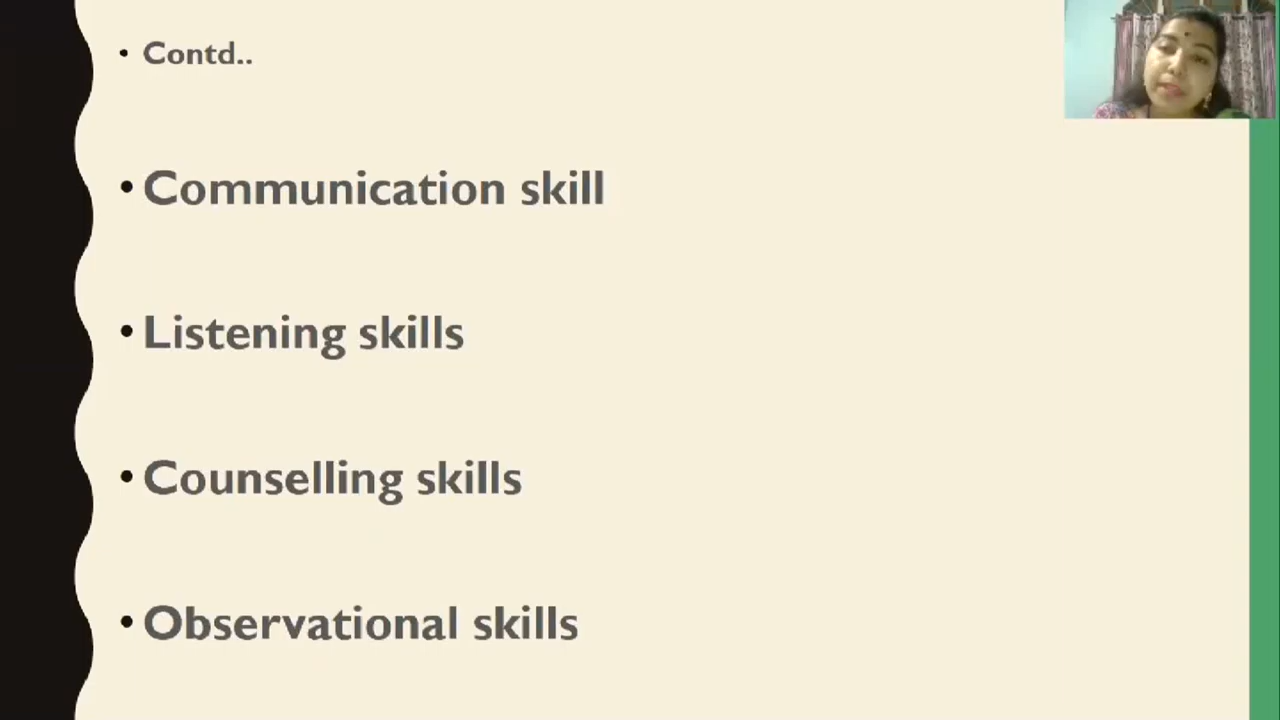 • Contd..
• Communication skill
• Listening skills
• Counselling skills
• Observational skills